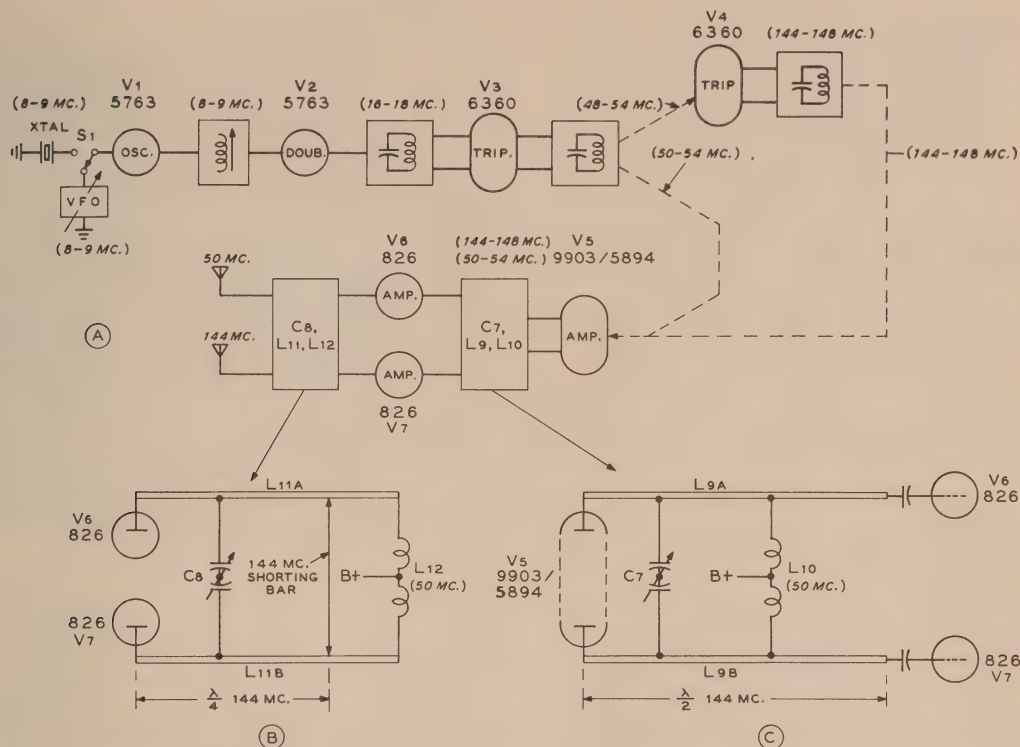 V4
6360
(144-148 MC.)
TRIP
V1
5763
V2
5763
V3
6360
(8-9 MC.)
(8-9 MC.)
(16-18 MC.)
(48-54 MC.)
XTAL
S1
OSC.
DOUB.
TRIP.
(50-54 MC.)
(144-148 MC.)
VFO
(8-9 MC.)
V6
826
(144-148 MC.)
(50-54 MC.)
V5
9903/5894
50 MC.
AMP.
C8,
L11, L12
C7,
L9, L10
AMP.
A
144 MC.
AMP.
826
V7
L11A
L9A
V6
826
V6
826
C8
144 MC.
SHORTING
BAR
B+
L12
(50 MC.)
V5
9903/
5894
C7
B+
L10
(50 MC.)
826
V7
826
V7
L11B
L9B
λ/4 144 MC.
λ/2 144 MC.
B
C